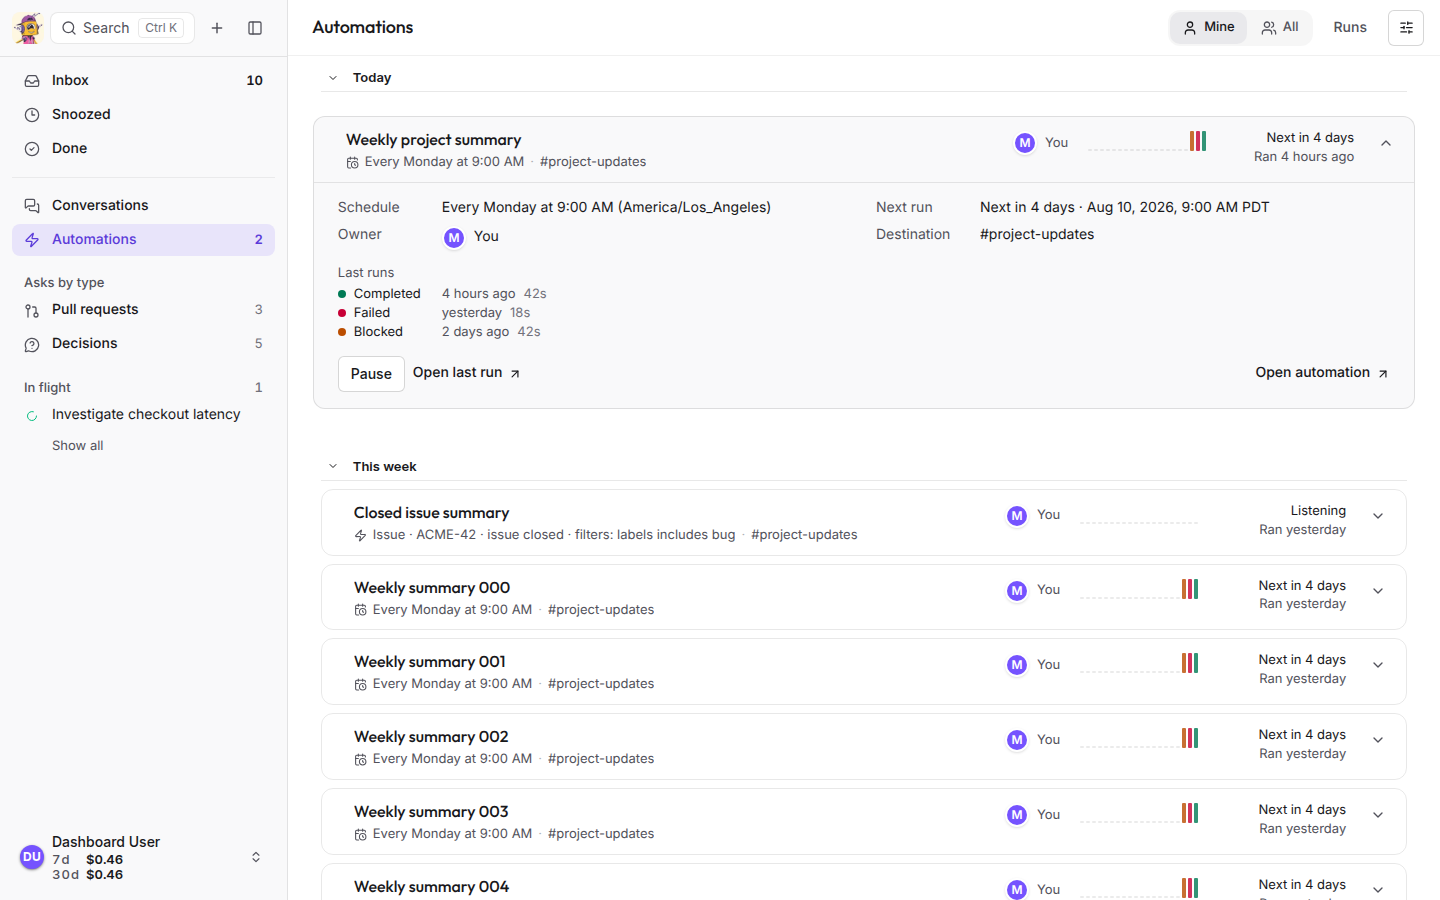 Search Ctrl K
Inbox 10
Snoozed
Done
Conversations
Automations 2
Asks by type
Pull requests 3
Decisions 5
In flight 1
Investigate checkout latency
Show all
DU Dashboard User
7d $0.46
30d $0.46
Automations Mine All Runs
Today
Weekly project summary
Every Monday at 9:00 AM · #project-updates
M You
Next in 4 days
Ran 4 hours ago
Schedule Every Monday at 9:00 AM (America/Los_Angeles)
Next run Next in 4 days · Aug 10, 2026, 9:00 AM PDT
Owner M You
Destination #project-updates
Last runs
Completed 4 hours ago 42s
Failed yesterday 18s
Blocked 2 days ago 42s
Pause Open last run Open automation
This week
Closed issue summary
Issue · ACME-42 · issue closed · filters: labels includes bug · #project-updates
M You
Listening
Ran yesterday
Weekly summary 000
Every Monday at 9:00 AM · #project-updates
M You
Next in 4 days
Ran yesterday
Weekly summary 001
Every Monday at 9:00 AM · #project-updates
M You
Next in 4 days
Ran yesterday
Weekly summary 002
Every Monday at 9:00 AM · #project-updates
M You
Next in 4 days
Ran yesterday
Weekly summary 003
Every Monday at 9:00 AM · #project-updates
M You
Next in 4 days
Ran yesterday
Weekly summary 004
M You
Next in 4 days